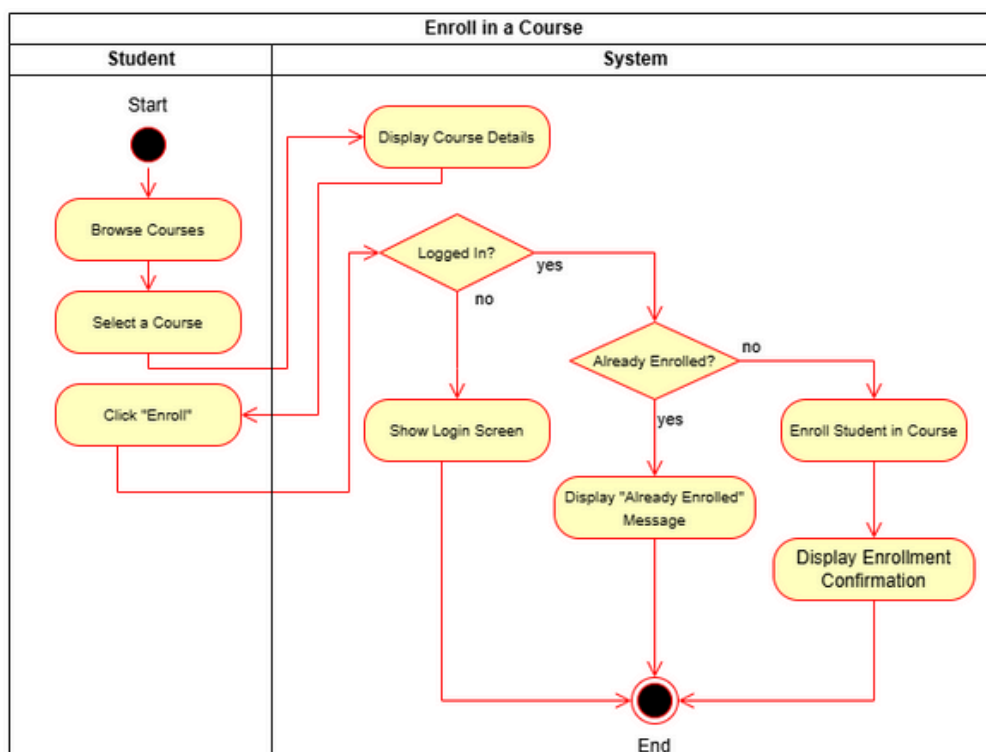 Enroll in a Course
Student
System
Start
Display Course Details
Browse Courses
Logged In?
yes
no
Select a Course
Already Enrolled?
no
yes
Click "Enroll"
Show Login Screen
Enroll Student in Course
Display "Already Enrolled"
Message
Display Enrollment
Confirmation
End